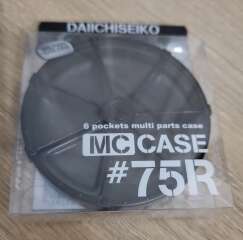 DAIICHISEIKO
6 pockets multi parts case
MC CASE
#75R